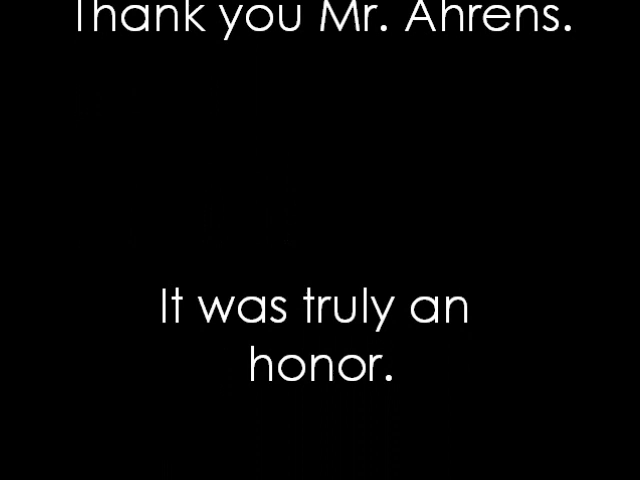 Thank you Mr. Ahrens.
It was truly an
honor.